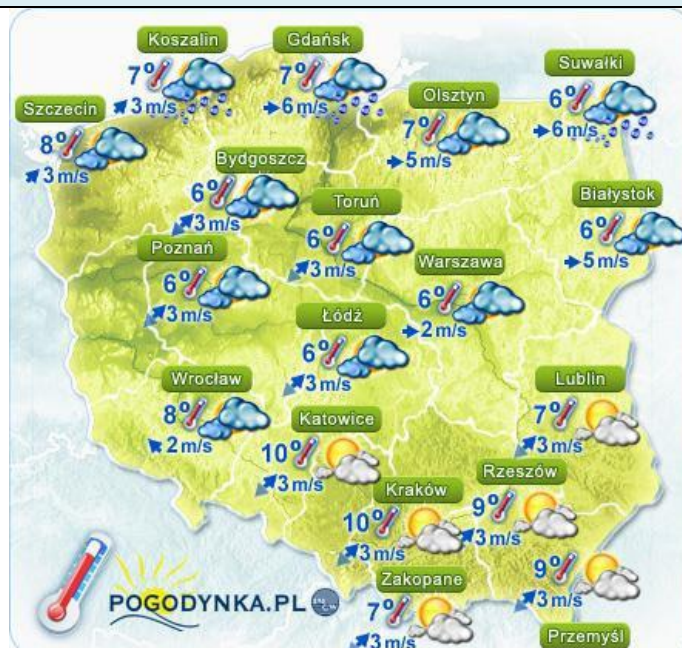 Koszalin
7°
3 m/s
Gdańsk
7°
6 m/s
Suwałki
6°
6 m/s
Szczecin
8°
3 m/s
Olsztyn
7°
5 m/s
Bydgoszcz
6°
3 m/s
Toruń
6°
3 m/s
Białystok
6°
5 m/s
Poznań
6°
3 m/s
Warszawa
6°
2 m/s
Łódź
6°
3 m/s
Wrocław
8°
2 m/s
Katowice
10°
3 m/s
Lublin
7°
3 m/s
Kraków
10°
3 m/s
Rzeszów
9°
3 m/s
Zakopane
7°
3 m/s
9°
3 m/s
Przemyśl
POGODYNKA.PL